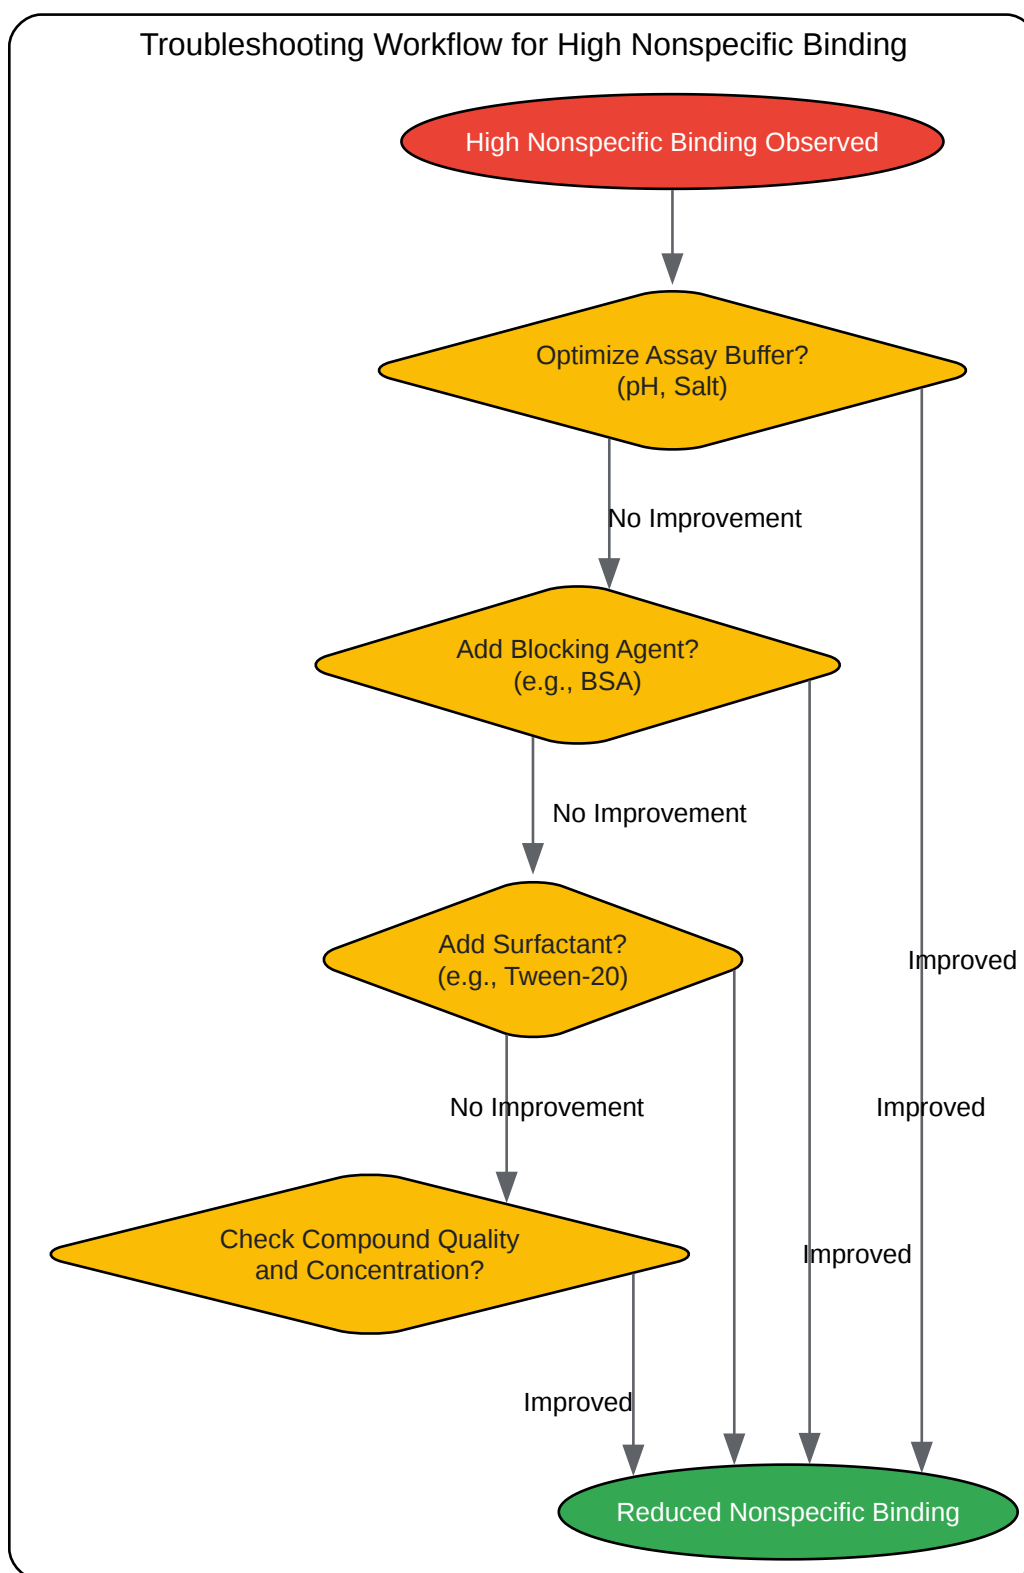 Troubleshooting Workflow for High Nonspecific Binding
High Nonspecific Binding Observed
Optimize Assay Buffer?
(pH, Salt)
No Improvement
Add Blocking Agent?
(e.g., BSA)
No Improvement
Add Surfactant?
(e.g., Tween-20)
Improved
No Improvement
Improved
Check Compound Quality
and Concentration?
Improved
Improved
Reduced Nonspecific Binding